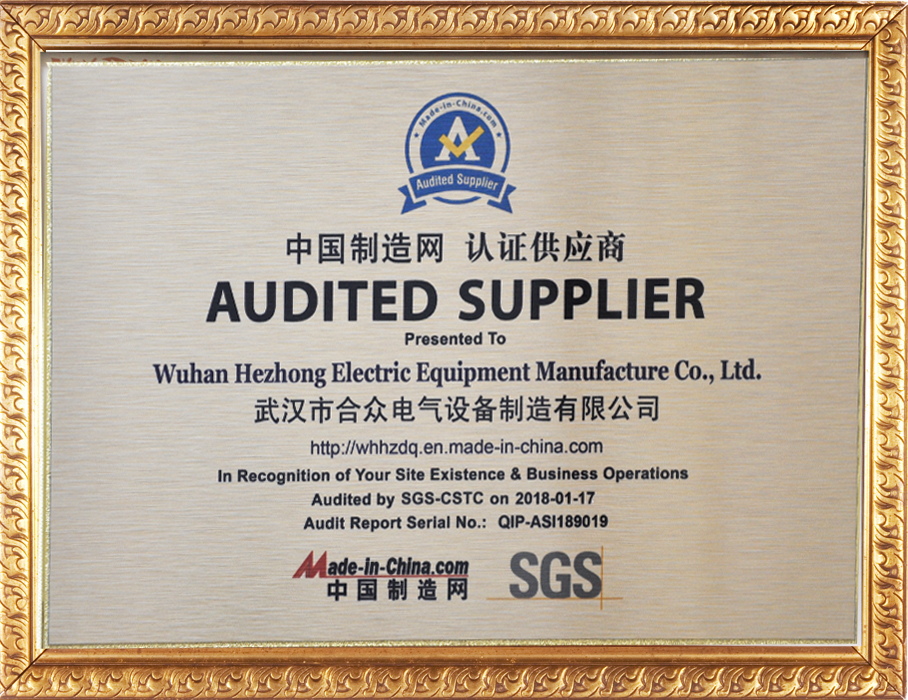 Made-in-China.com
A
Audited Supplier
中国制造网 认证供应商
AUDITED SUPPLIER
Presented To
Wuhan Hezhong Electric Equipment Manufacture Co., Ltd.
武汉市合众电气设备制造有限公司
http://whhzdq.en.made-in-china.com
In Recognition of Your Site Existence & Business Operations
Audited by SGS-CSTC on 2018-01-17
Audit Report Serial No.: QIP-ASI189019
Made-in-China.com
中国制造网
SGS